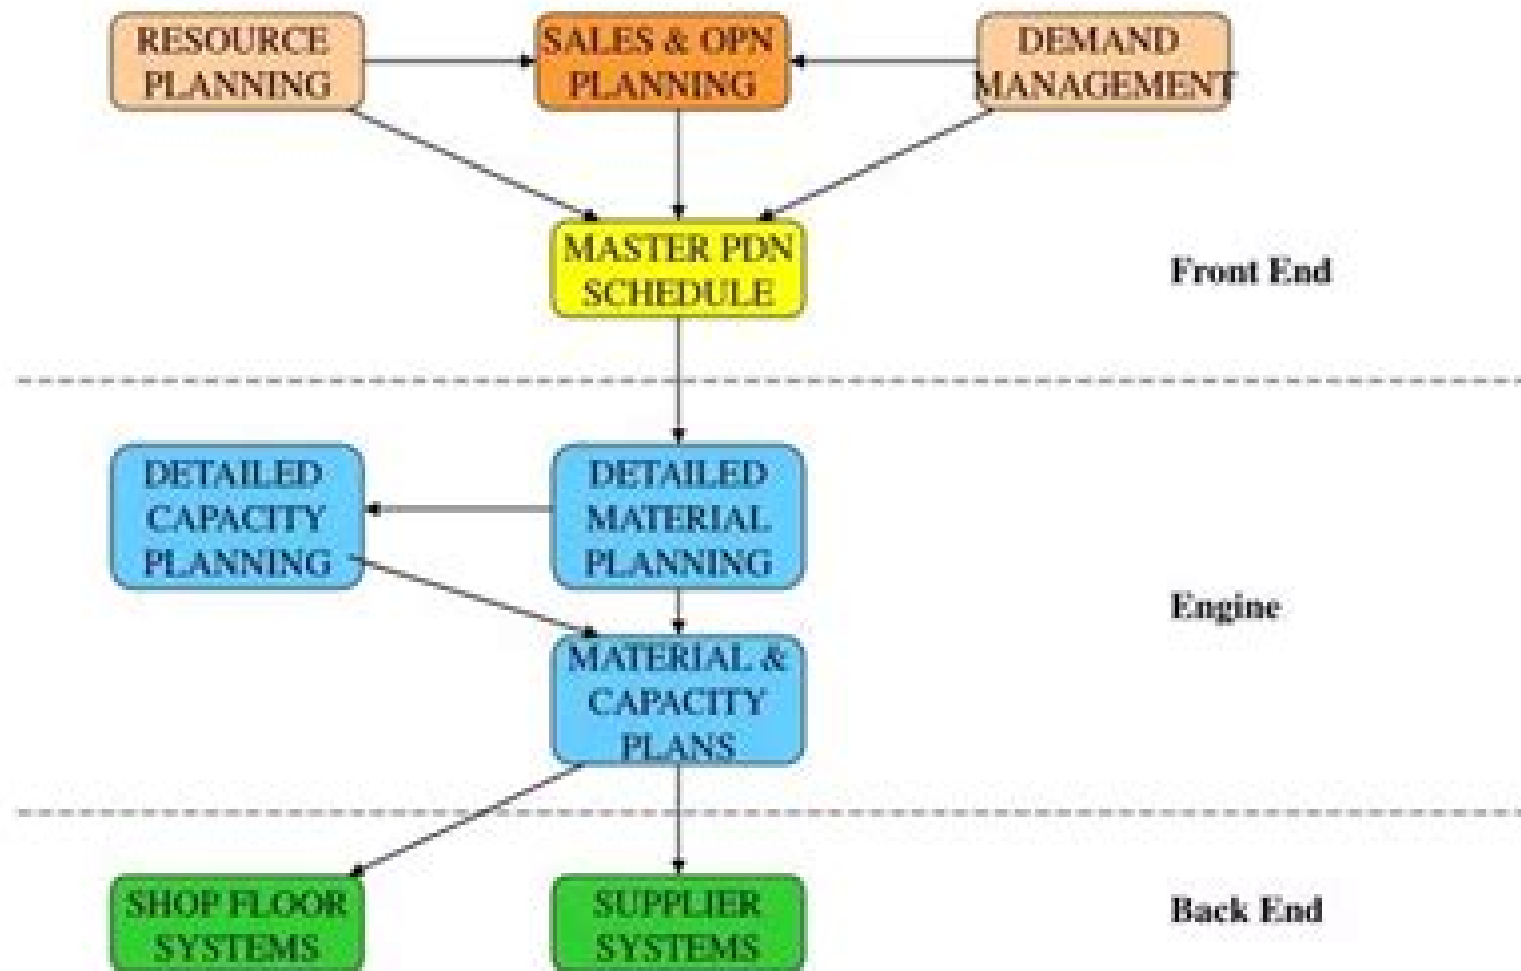 RESOURCE
PLANNING
SALES & OPN
PLANNING
DEMAND
MANAGEMENT
MASTER PDN
SCHEDULE
Front End
DETAILED
CAPACITY
PLANNING
DETAILED
MATERIAL
PLANNING
Engine
MATERIAL &
CAPACITY
PLANS
SHOP FLOOR
SYSTEMS
SUPPLIER
SYSTEMS
Back End